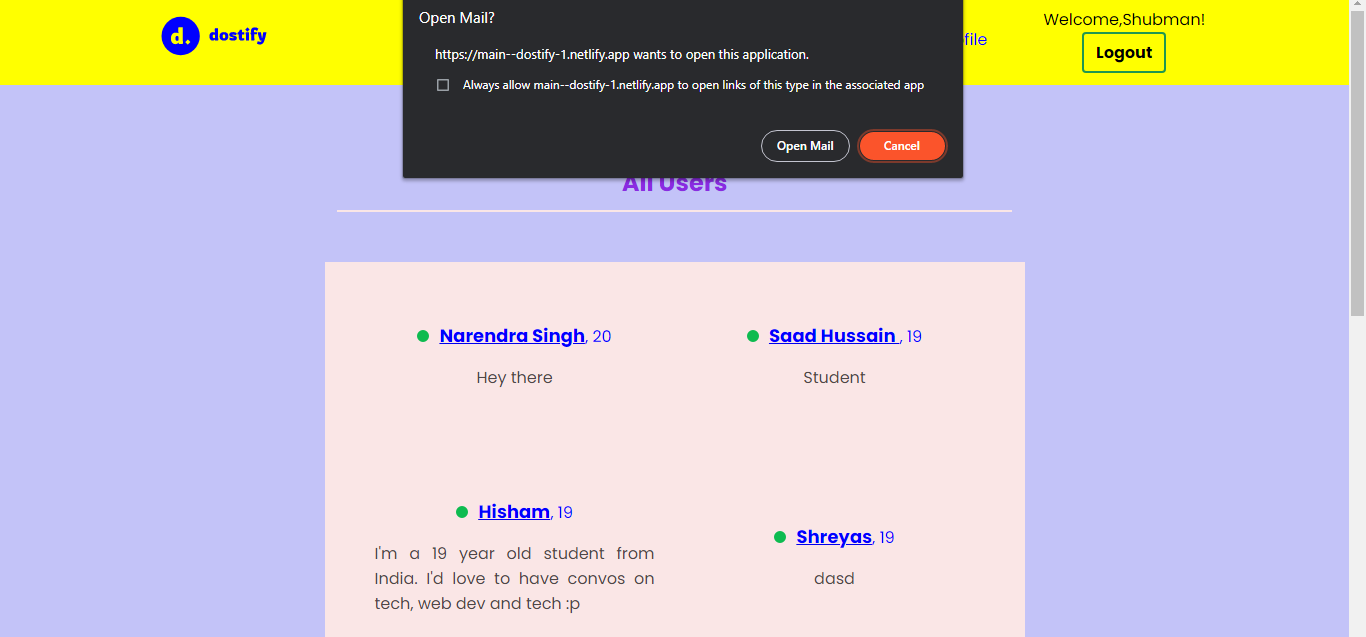 d. dostify
Open Mail?
https://main--dostify-1.netlify.app wants to open this application.
Always allow main--dostify-1.netlify.app to open links of this type in the associated app
Open Mail Cancel
file
Welcome,Shubman!
Logout
All Users
Narendra Singh, 20
Hey there
Saad Hussain , 19
Student
Hisham, 19
I'm a 19 year old student from
India. I'd love to have convos on
tech, web dev and tech :p
Shreyas, 19
dasd